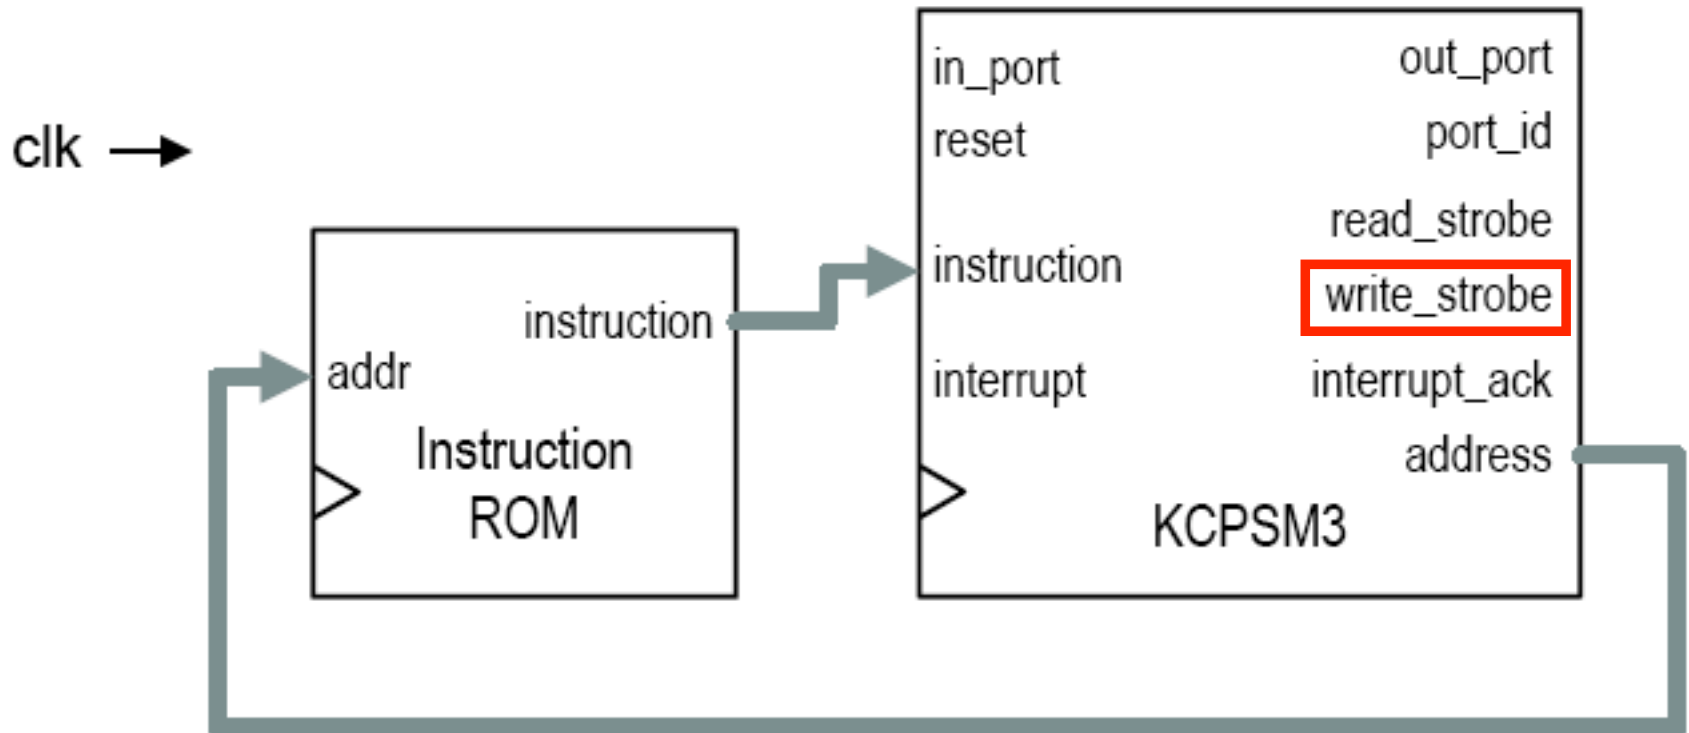 clk
instruction
addr
Instruction
ROM
in_port
reset
instruction
interrupt
out_port
port_id
read_strobe
write_strobe
interrupt_ack
address
KCPSM3